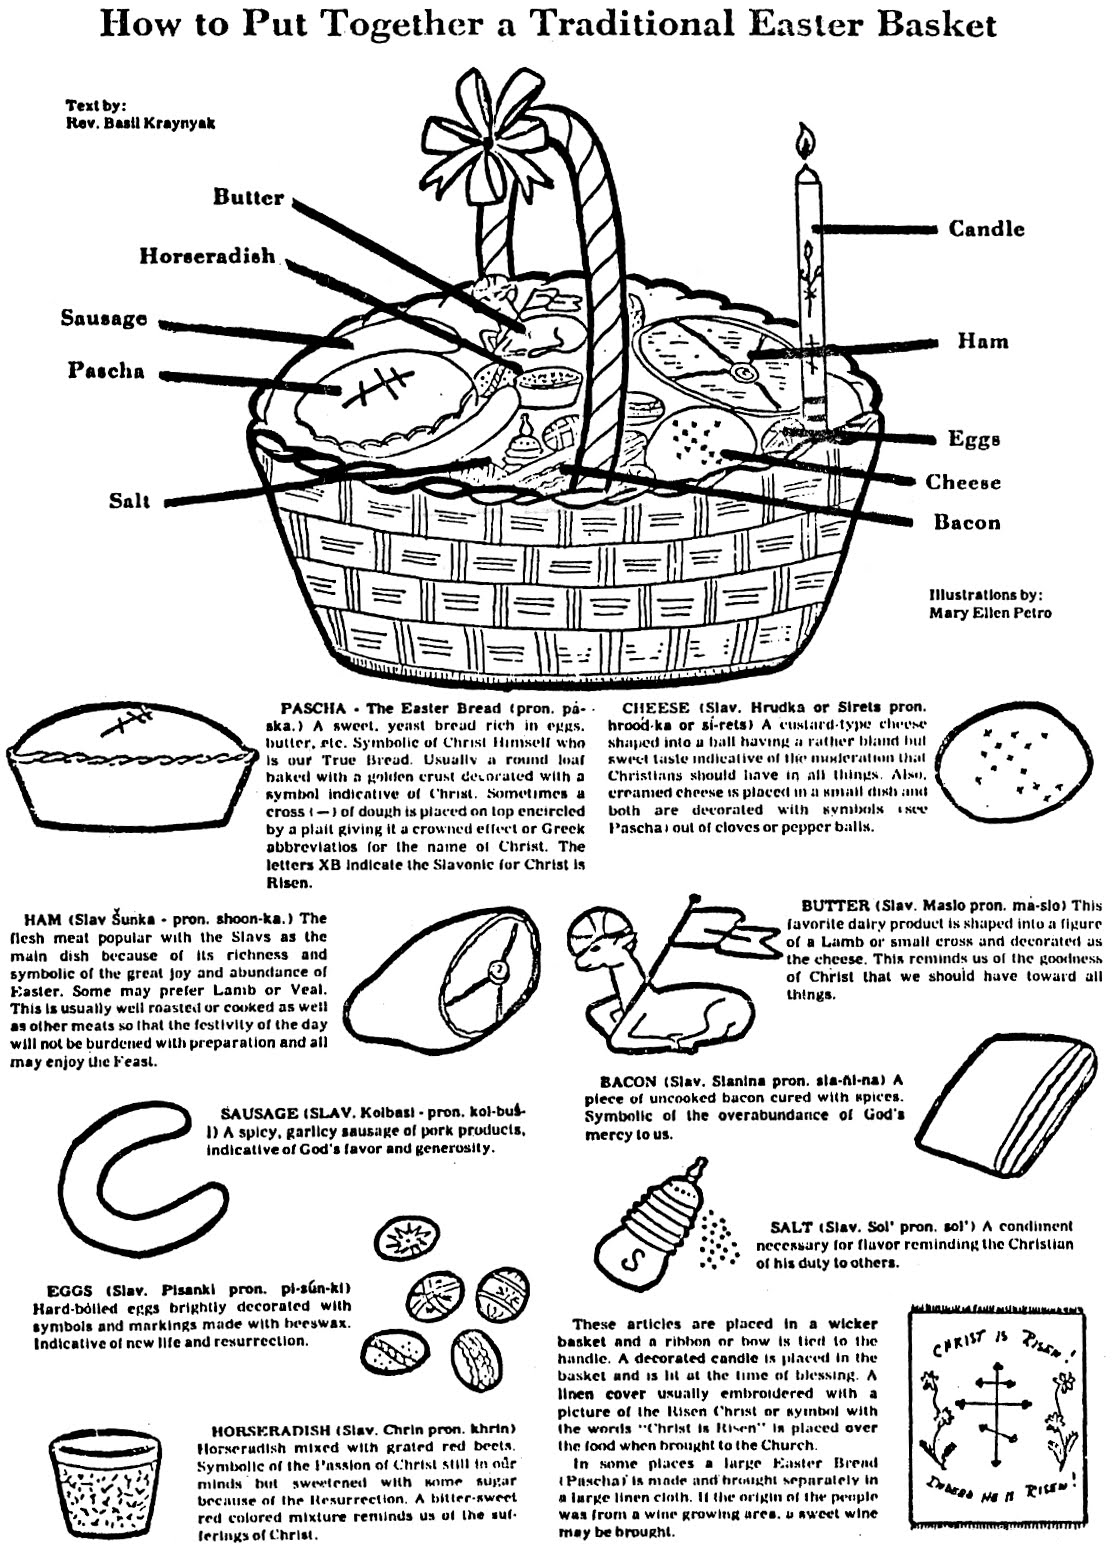 How to Put Together a Traditional Easter Basket
Text by:
Rev. Basil Kraynyak
Butter
Horseradish
Sausage
Pascha
Salt
Candle
Ham
Eggs
Cheese
Bacon
Illustrations by:
Mary Ellen Petro
PASCHA - The Easter Bread (pron. pá-
ska.) A sweet, yeast bread rich in eggs,
butter, etc. Symbolic of Christ Himself who
is our True Bread. Usually a round loaf
baked with a golden crust decorated with a
symbol indicative of Christ. Sometimes a
cross (—) of dough is placed on top encircled
by a plait giving it a crowned effect or Greek
abbreviatios for the name of Christ. The
letters XB indicate the Slavonic for Christ is
Risen.
CHEESE (Slav. Hrudka or Sirets pron.
hrood-ka or sí-rets) A custard-type cheese
shaped into a ball having a rather bland but
sweet taste indicative of the moderation that
Christians should have in all things. Also,
creamed cheese is placed in a small dish and
both are decorated with symbols (see
Pascha) out of cloves or pepper balls.
HAM (Slav Šunka - pron. shoon-ka.) The
flesh meat popular with the Slavs as the
main dish because of its richness and
symbolic of the great joy and abundance of
Easter. Some may prefer Lamb or Veal.
This is usually well roasted or cooked as well
as other meats so that the festivity of the day
will not be burdened with preparation and all
may enjoy the Feast.
BUTTER (Slav. Maslo pron. má-slo) This
favorite dairy product is shaped into a figure
of a Lamb or small cross and decorated as
the cheese. This reminds us of the goodness
of Christ that we should have toward all
things.
BACON (Slav. Slanina pron. sla-ñi-na) A
piece of uncooked bacon cured with spices.
Symbolic of the overabundance of God's
mercy to us.
SAUSAGE (SLAV. Kolbasi - pron. kol-buš-
i) A spicy, garlicy sausage of pork products,
indicative of God's favor and generosity.
S
SALT (Slav. Sol' pron. sol') A condiment
necessary for flavor reminding the Christian
of his duty to others.
EGGS (Slav. Pisanki pron. pi-sún-ki)
Hard-boiled eggs brightly decorated with
symbols and markings made with beeswax.
Indicative of new life and resurrection.
HORSERADISH (Slav. Chrin pron. khrin)
Horseradish mixed with grated red beets.
Symbolic of the Passion of Christ still in our
minds but sweetened with some sugar
because of the Resurrection. A bitter-sweet
red colored mixture reminds us of the suf-
ferings of Christ.
These articles are placed in a wicker
basket and a ribbon or bow is tied to the
handle. A decorated candle is placed in the
basket and is lit at the time of blessing. A
linen cover usually embroidered with a
picture of the Risen Christ or symbol with
the words "Christ is Risen" is placed over
the food when brought to the Church.
In some places a large Easter Bread
(Pascha) is made and brought separately in
a large linen cloth. If the origin of the people
was from a wine growing area, a sweet wine
may be brought.
CHRIST IS RISEN!
INDEED HE IS RISEN!